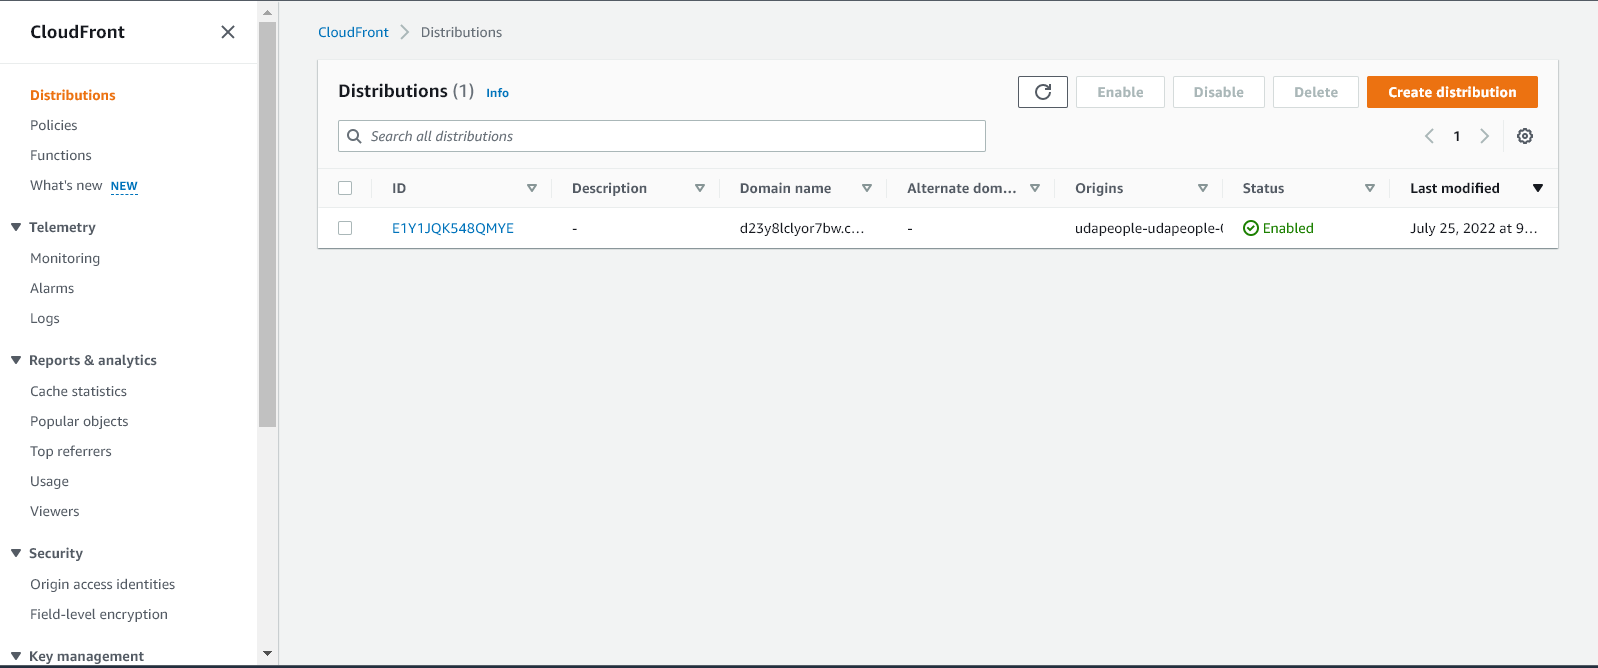 CloudFront
Distributions
Policies
Functions
What's new NEW
Telemetry
Monitoring
Alarms
Logs
Reports & analytics
Cache statistics
Popular objects
Top referrers
Usage
Viewers
Security
Origin access identities
Field-level encryption
Key management
CloudFront Distributions
Distributions (1) Info
Enable Disable Delete Create distribution
Search all distributions
1
ID Description Domain name Alternate dom... Origins Status Last modified
E1Y1JQK548QMYE - d23y8lclyor7bw.c... - udapeople-udapeople- Enabled July 25, 2022 at 9...